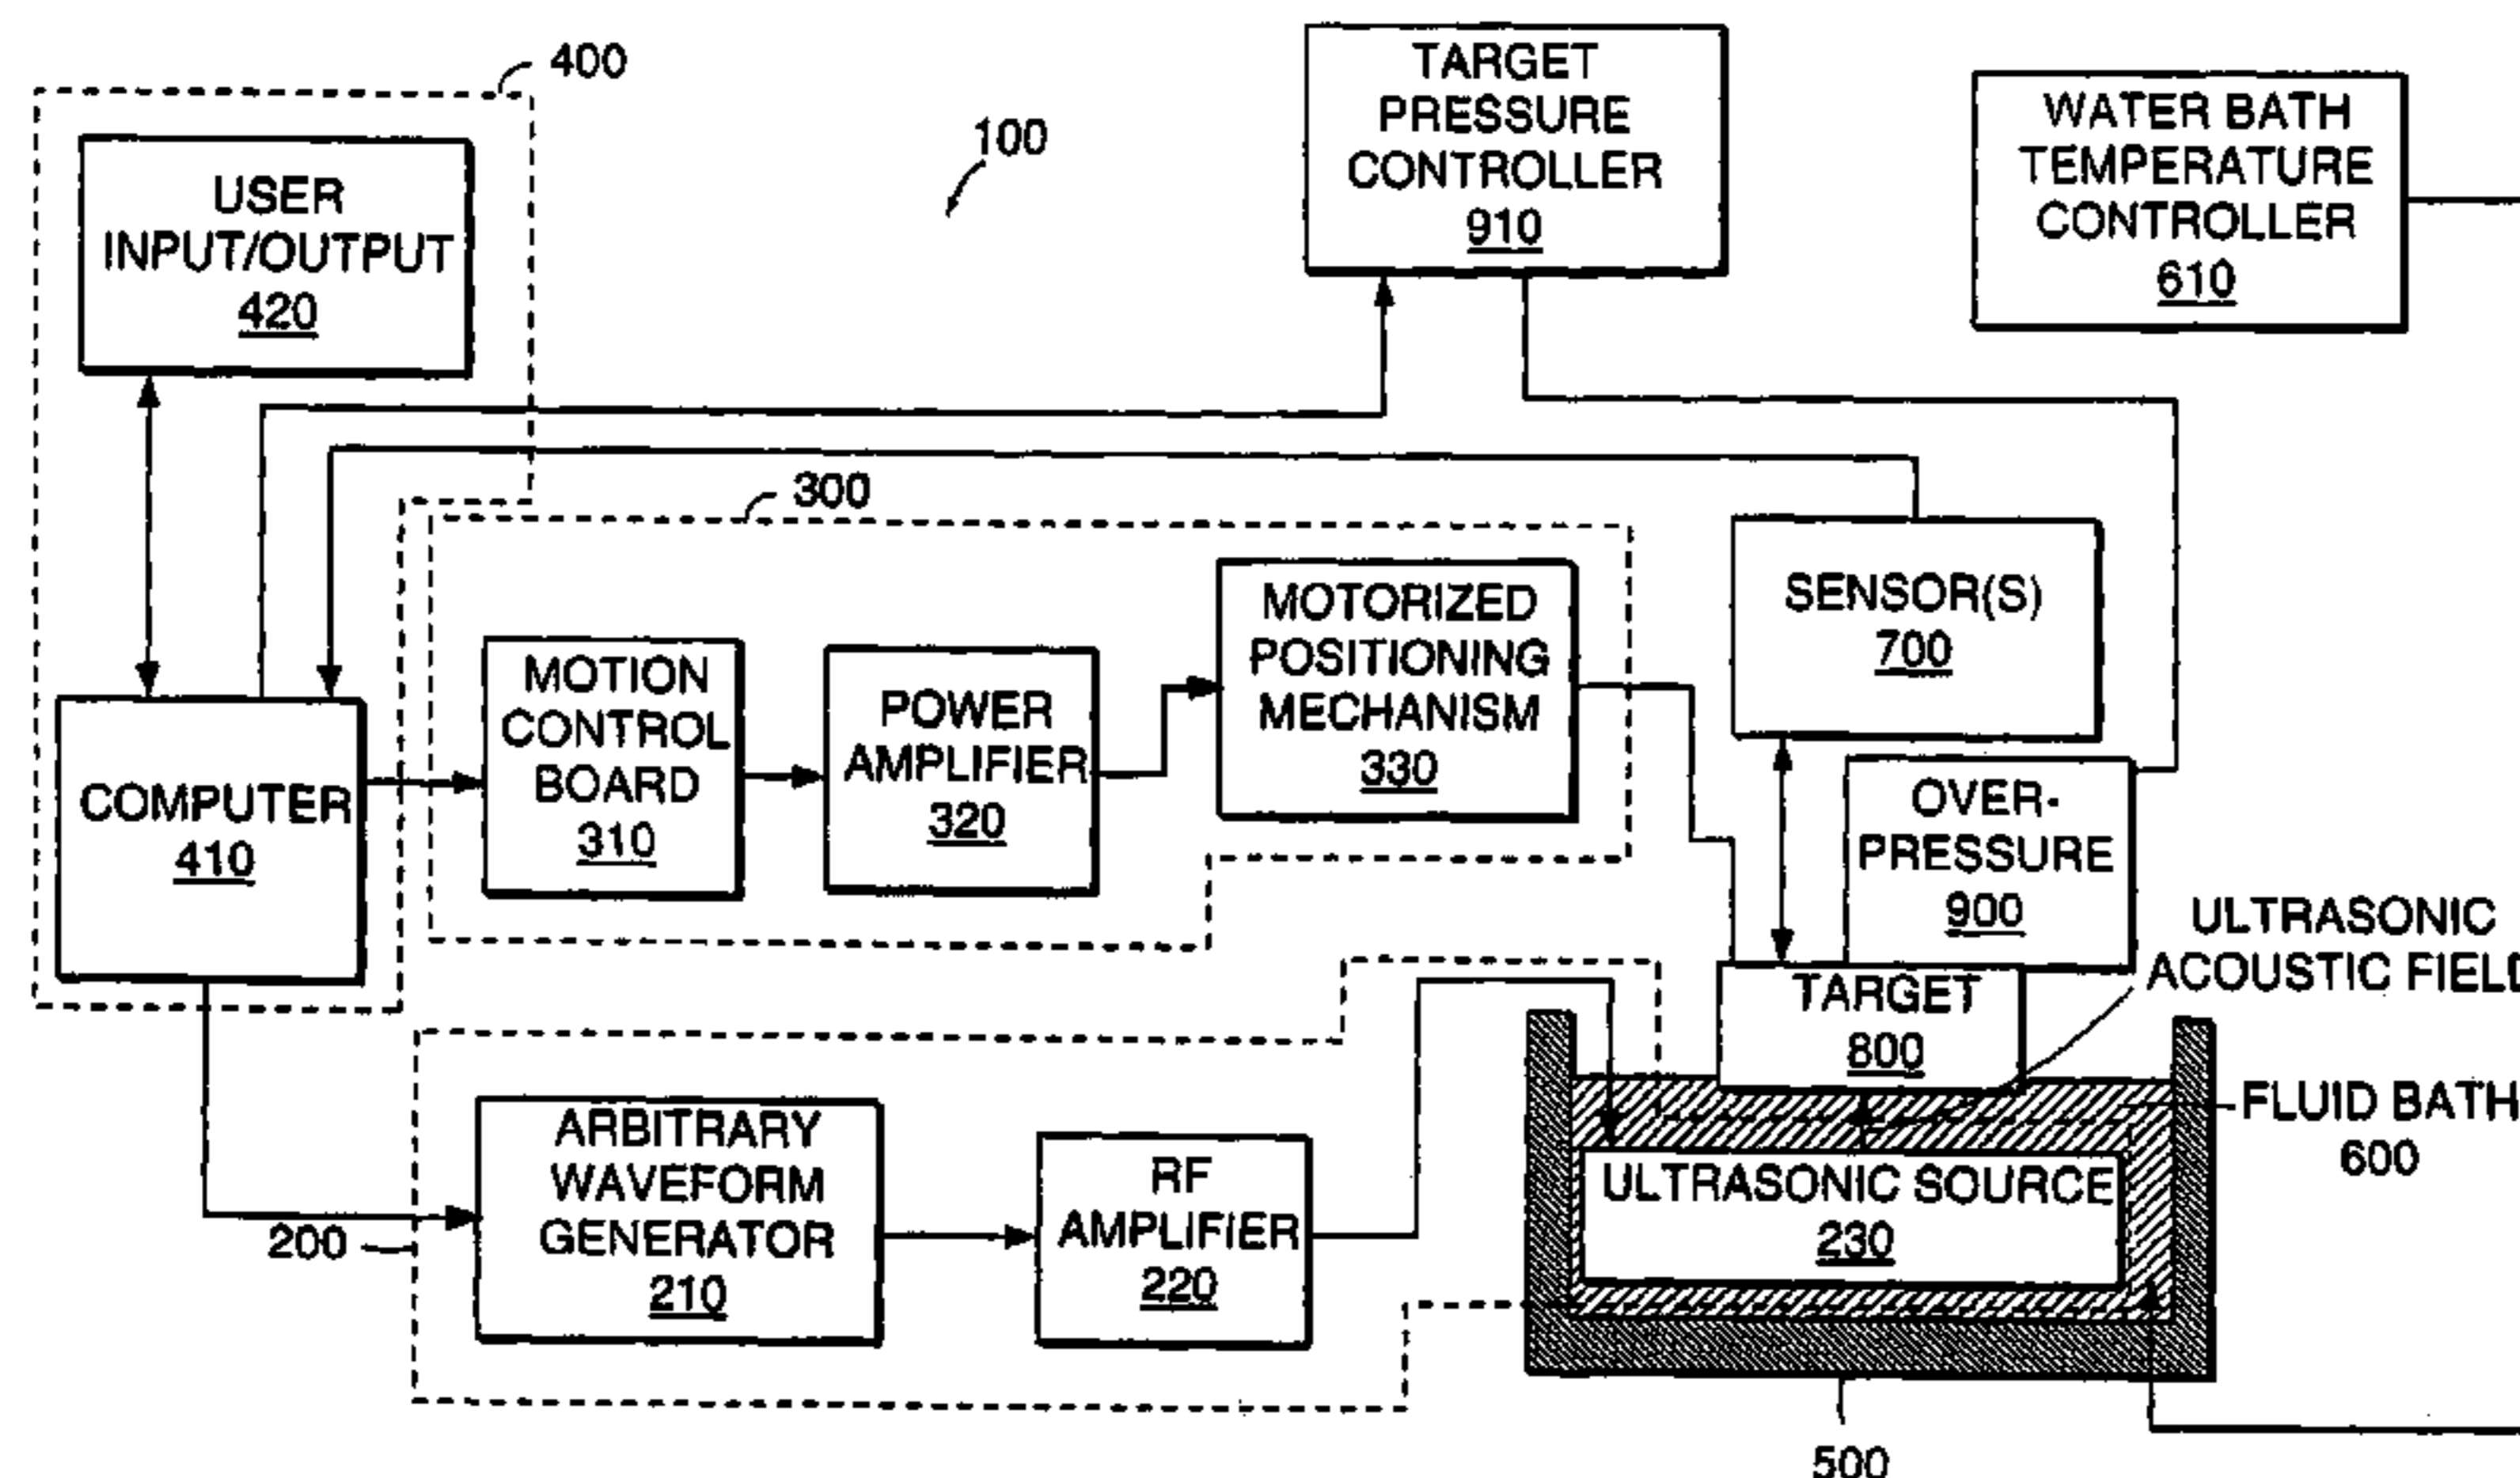 400
USER
INPUT/OUTPUT
420
100
TARGET
PRESSURE
CONTROLLER
910
WATER BATH
TEMPERATURE
CONTROLLER
610
300
MOTION
CONTROL
BOARD
310
POWER
AMPLIFIER
320
MOTORIZED
POSITIONING
MECHANISM
330
SENSOR(S)
700
COMPUTER
410
OVER-
PRESSURE
900
ULTRASONIC
ACOUSTIC FIELD
TARGET
800
FLUID BATH
600
200
ARBITRARY
WAVEFORM
GENERATOR
210
RF
AMPLIFIER
220
ULTRASONIC SOURCE
230
500